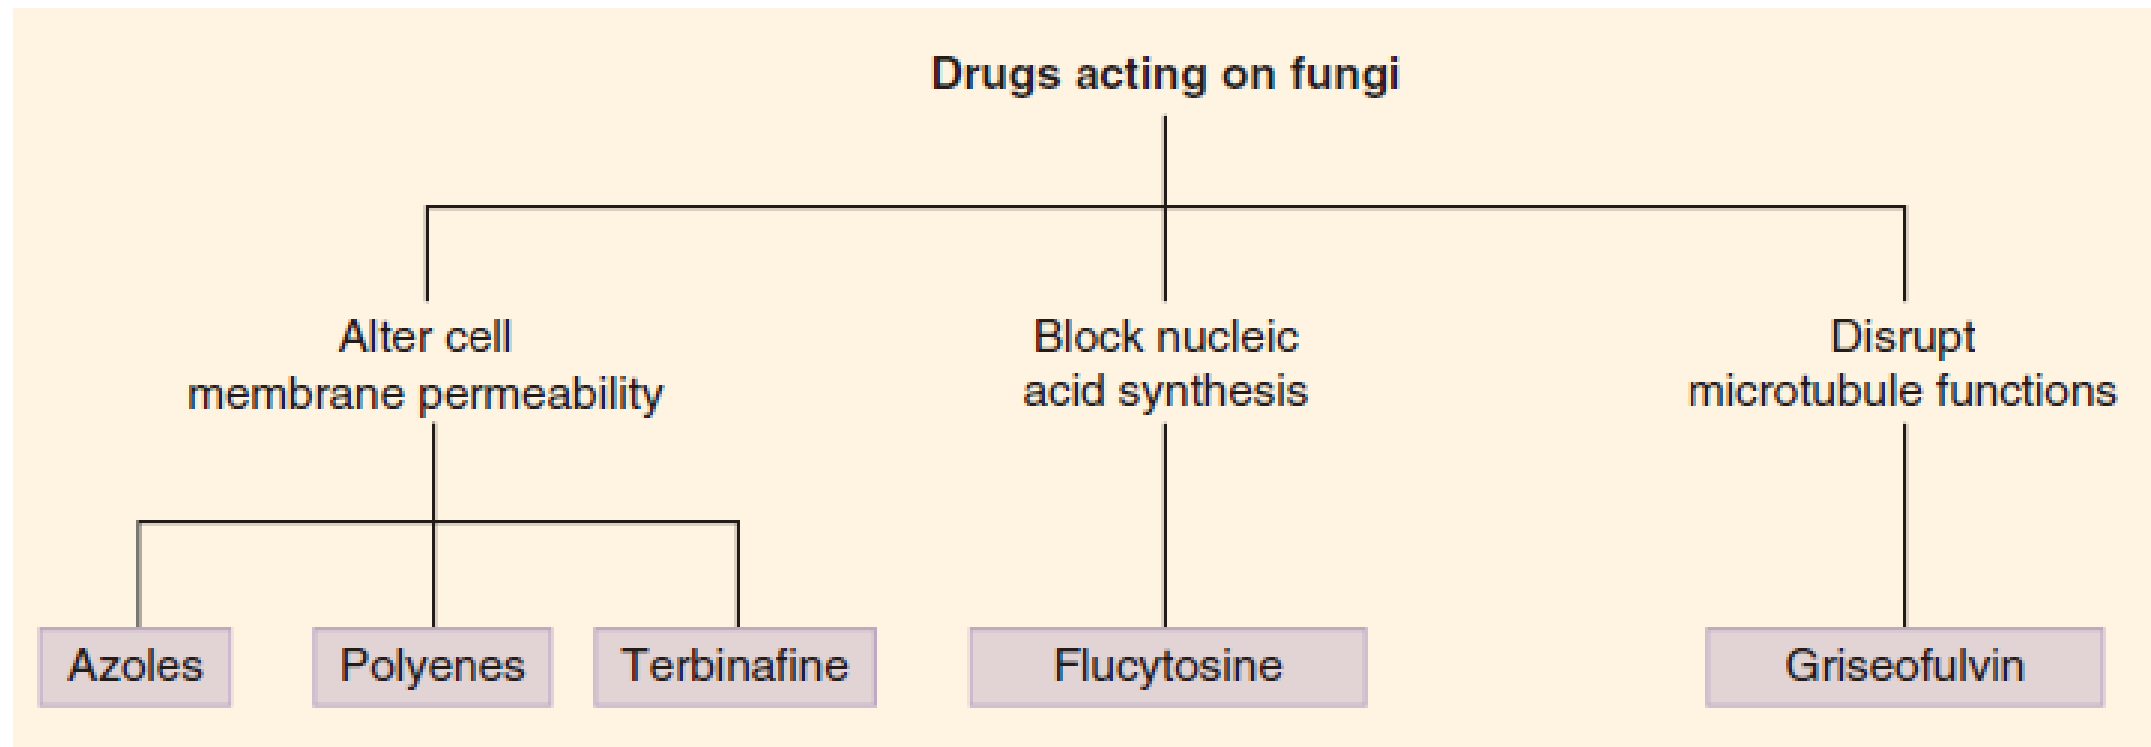 Drugs acting on fungi
Alter cell
membrane permeability
Block nucleic
acid synthesis
Disrupt
microtubule functions
Azoles
Polyenes
Terbinafine
Flucytosine
Griseofulvin